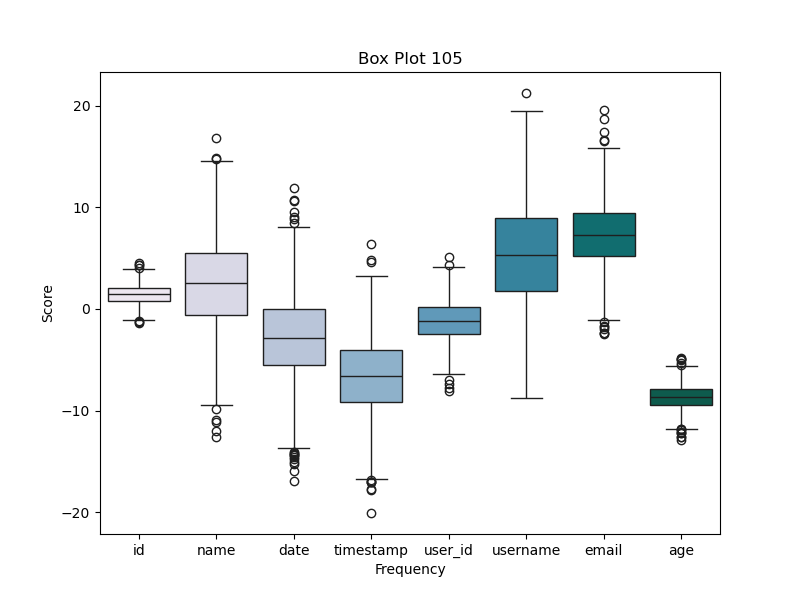 Box Plot 105
Score
20
10
0
−10
−20
id name date timestamp user_id username email age
Frequency